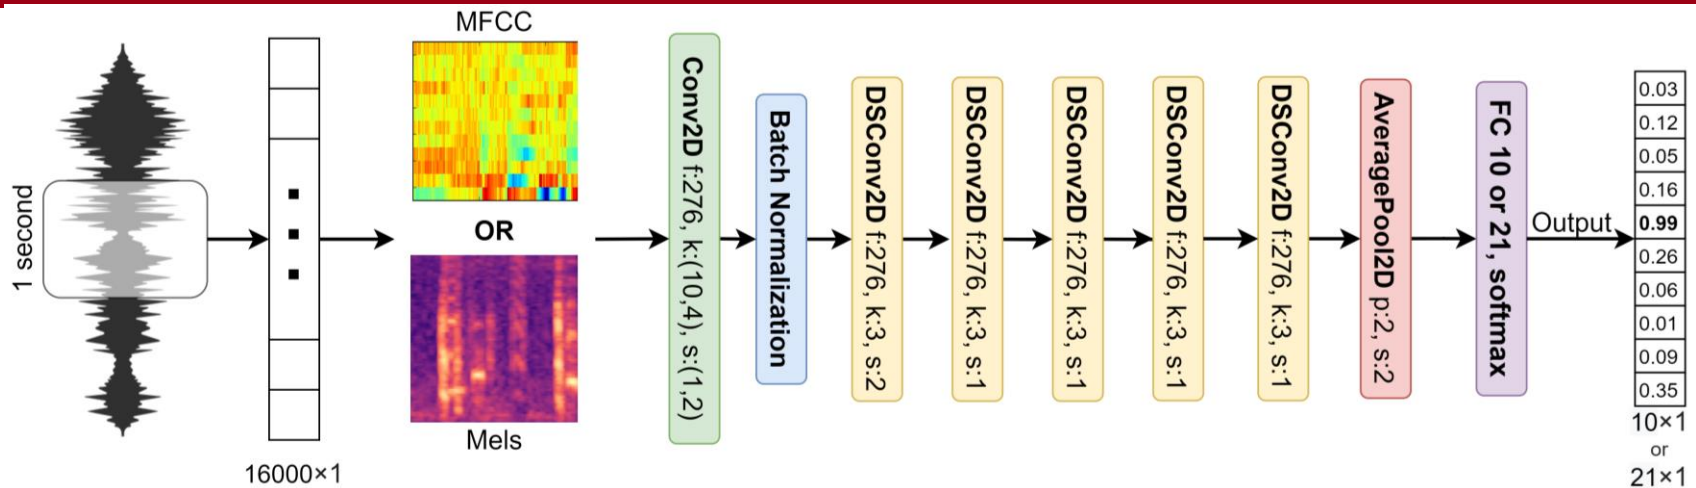 1 second
16000×1
MFCC
OR
Mels
Conv2D f:276, k:(10,4), s:(1,2)
Batch Normalization
DSConv2D f:276, k:3, s:2
DSConv2D f:276, k:3, s:1
DSConv2D f:276, k:3, s:1
DSConv2D f:276, k:3, s:1
DSConv2D f:276, k:3, s:1
AveragePool2D p:2, s:2
FC 10 or 21, softmax
Output
0.03
0.12
0.05
0.16
0.99
0.26
0.06
0.01
0.09
0.35
10×1
or
21×1